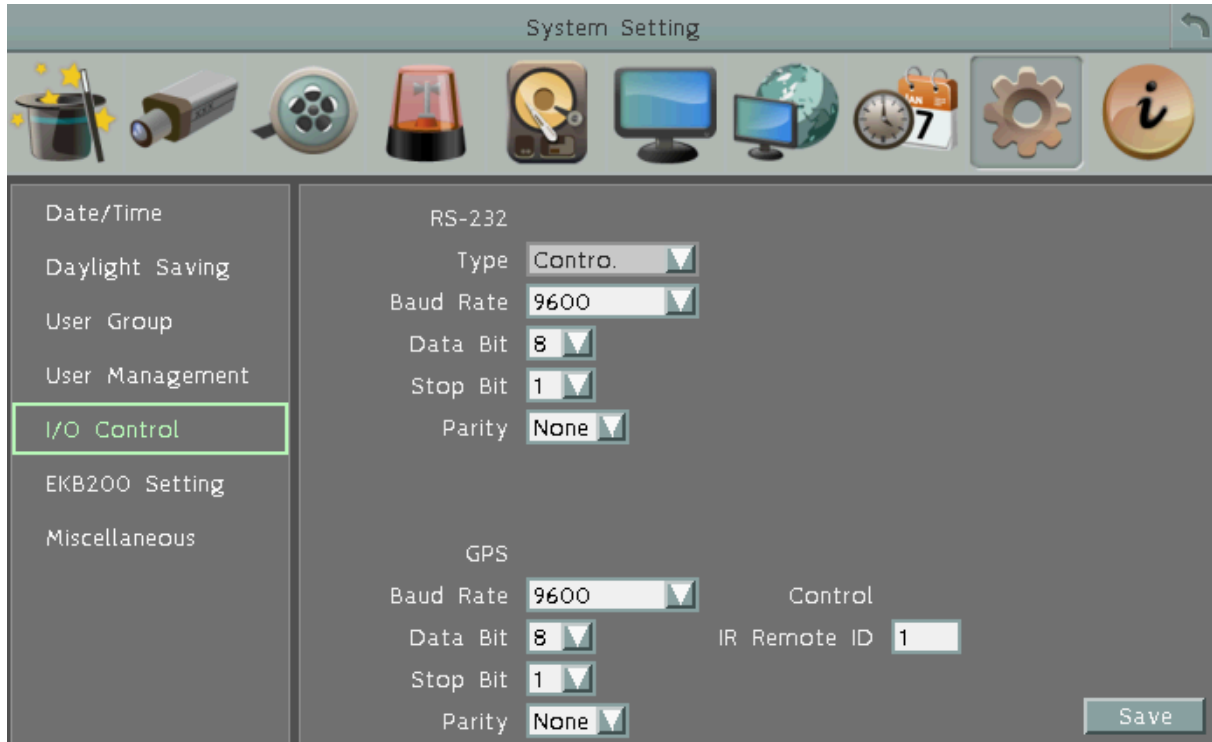 System Setting
JAN
7
i
Date/Time
Daylight Saving
User Group
User Management
I/O Control
EKB200 Setting
Miscellaneous
RS-232
Type Contro.
Baud Rate 9600
Data Bit 8
Stop Bit 1
Parity None
GPS
Baud Rate 9600
Data Bit 8
Stop Bit 1
Parity None
Control
IR Remote ID 1
Save